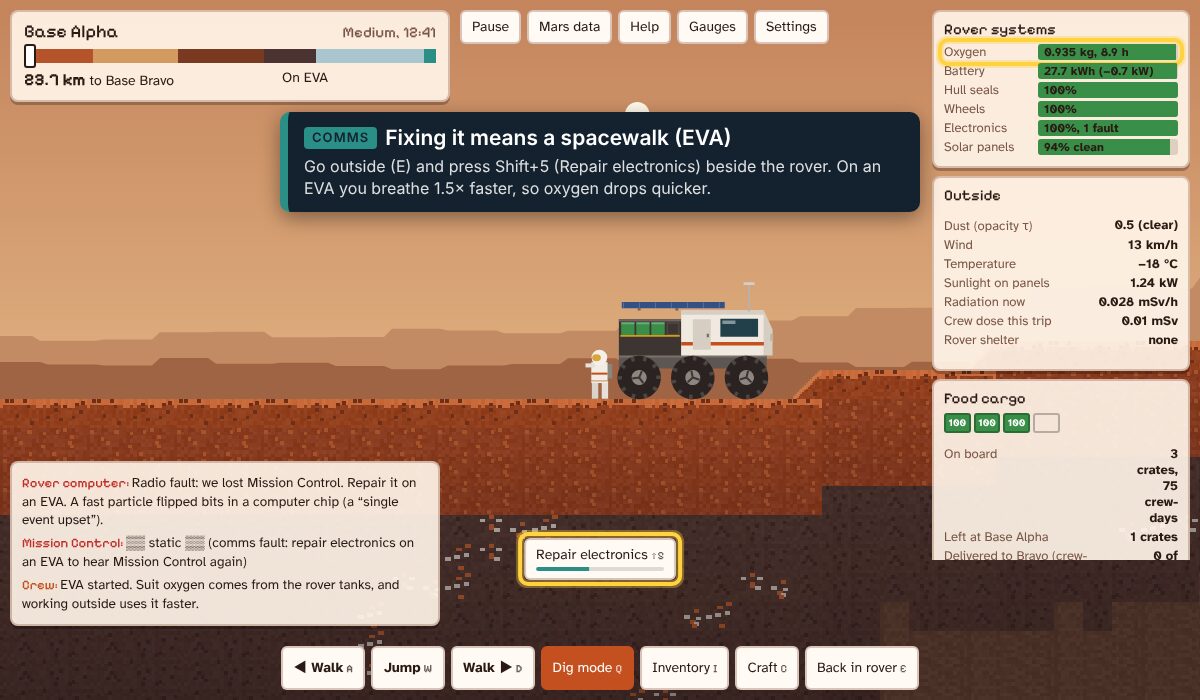 Base Alpha
Medium, 12:41
23.7 km to Base Bravo
On EVA
Pause
Mars data
Help
Gauges
Settings
COMMS Fixing it means a spacewalk (EVA)
Go outside (E) and press Shift+5 (Repair electronics) beside the rover. On an
EVA you breathe 1.5× faster, so oxygen drops quicker.
Rover systems
Oxygen 0.935 kg, 8.9 h
Battery 27.7 kWh (−0.7 kW)
Hull seals 100%
Wheels 100%
Electronics 100%, 1 fault
Solar panels 94% clean
Outside
Dust (opacity τ) 0.5 (clear)
Wind 13 km/h
Temperature −18 °C
Sunlight on panels 1.24 kW
Radiation now 0.028 mSv/h
Crew dose this trip 0.01 mSv
Rover shelter none
Food cargo
100 100 100
On board 3
crates,
75
crew-
days
Left at Base Alpha 1 crates
Delivered to Bravo (crew- 0 of
Rover computer: Radio fault: we lost Mission Control. Repair it on
an EVA. A fast particle flipped bits in a computer chip (a “single
event upset”).
Mission Control: ▒▒ static ▒▒ (comms fault: repair electronics on
an EVA to hear Mission Control again)
Crew: EVA started. Suit oxygen comes from the rover tanks, and
working outside uses it faster.
Repair electronics ⇧5
◀ Walk A
Jump W
Walk ▶ D
Dig mode Q
Inventory I
Craft C
Back in rover E